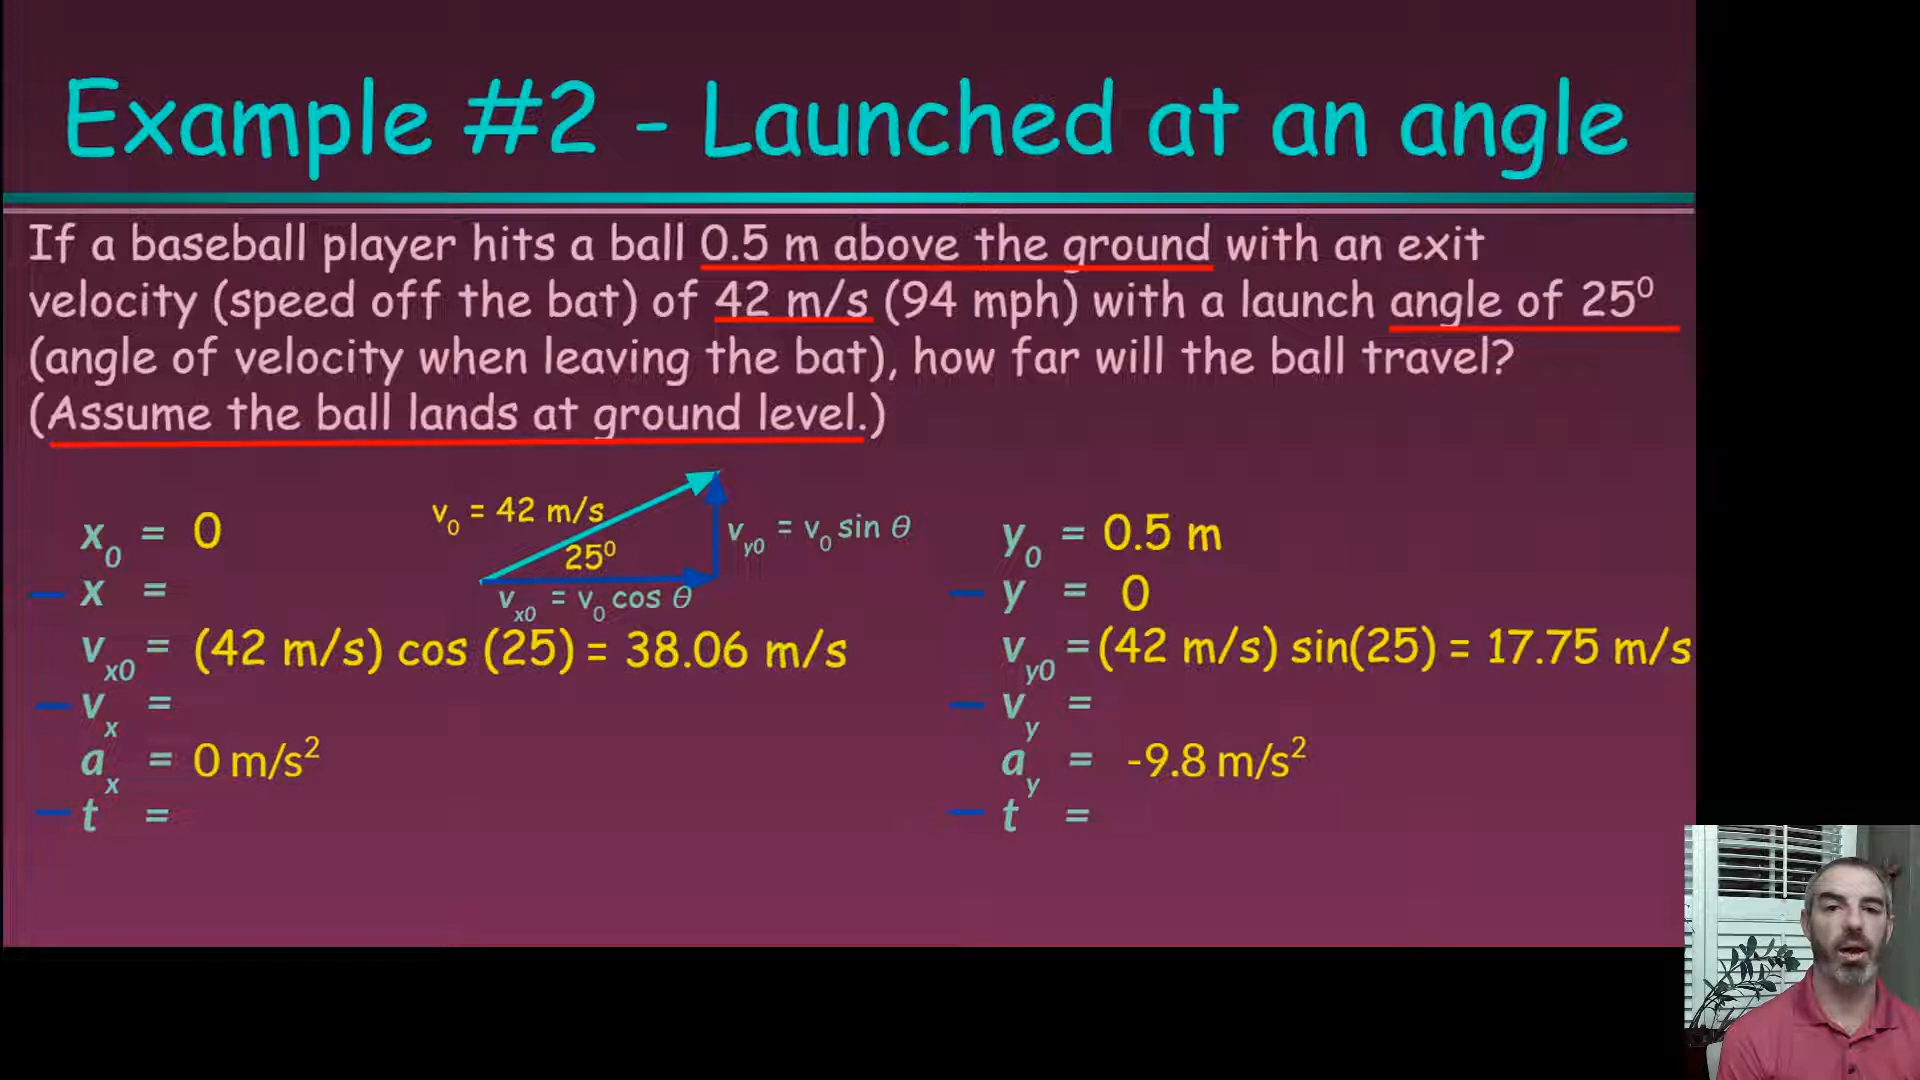 Example #2 - Launched at an angle
If a baseball player hits a ball 0.5 m above the ground with an exit
velocity (speed off the bat) of 42 m/s (94 mph) with a launch angle of 25⁰
(angle of velocity when leaving the bat), how far will the ball travel?
(Assume the ball lands at ground level.)
x₀ = 0
x =
vₓ₀ = (42 m/s) cos (25) = 38.06 m/s
vₓ =
aₓ = 0 m/s²
t =
v₀ = 42 m/s
25⁰
v_y0 = v₀ sin θ
vₓ₀ = v₀ cos θ
y₀ = 0.5 m
y = 0
v_y0 = (42 m/s) sin(25) = 17.75 m/s
v_y =
a_y = -9.8 m/s²
t =